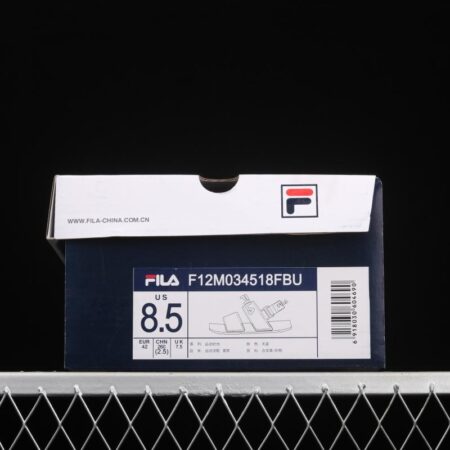 F
WWW.FILA-CHINA.COM.CN
FILA
F12M034518FBU
US
8.5
EUR
42
CHN
260
(2.5)
UK
7.5
6918030604690